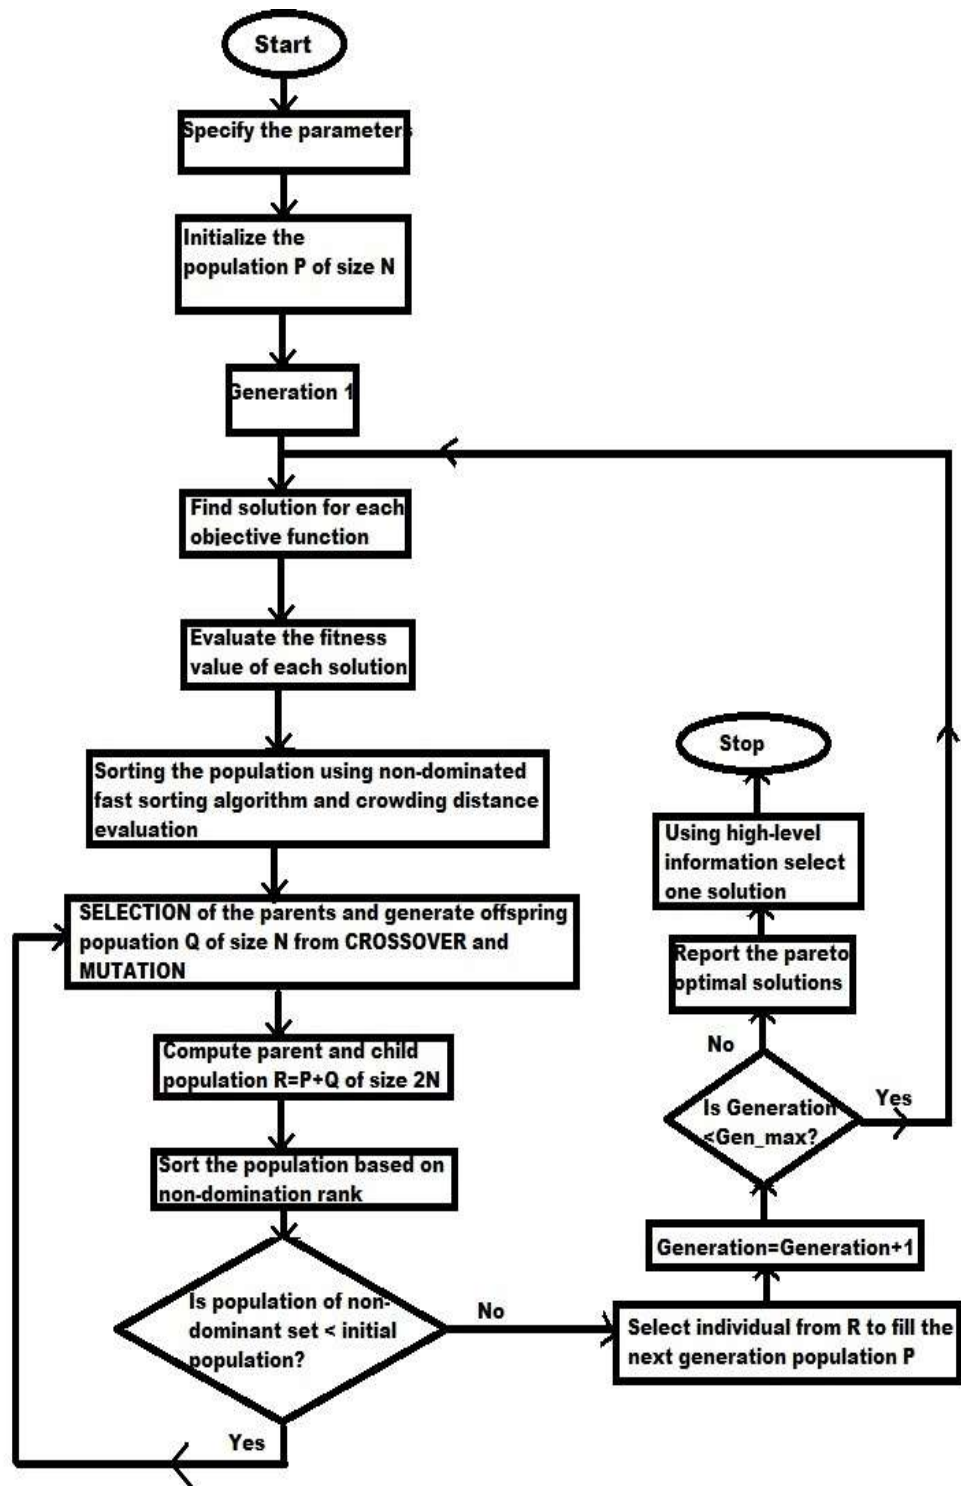 Start
Specify the parameters
Initialize the
population P of size N
Generation 1
Find solution for each
objective function
Evaluate the fitness
value of each solution
Sorting the population using non-dominated
fast sorting algorithm and crowding distance
evaluation
SELECTION of the parents and generate offspring
popuation Q of size N from CROSSOVER and
MUTATION
Compute parent and child
population R=P+Q of size 2N
Sort the population based on
non-domination rank
Is population of non-
dominant set < initial
population?
Yes
No
Select individual from R to fill the
next generation population P
Generation=Generation+1
Is Generation
<Gen_max?
Yes
No
Report the pareto
optimal solutions
Using high-level
information select
one solution
Stop